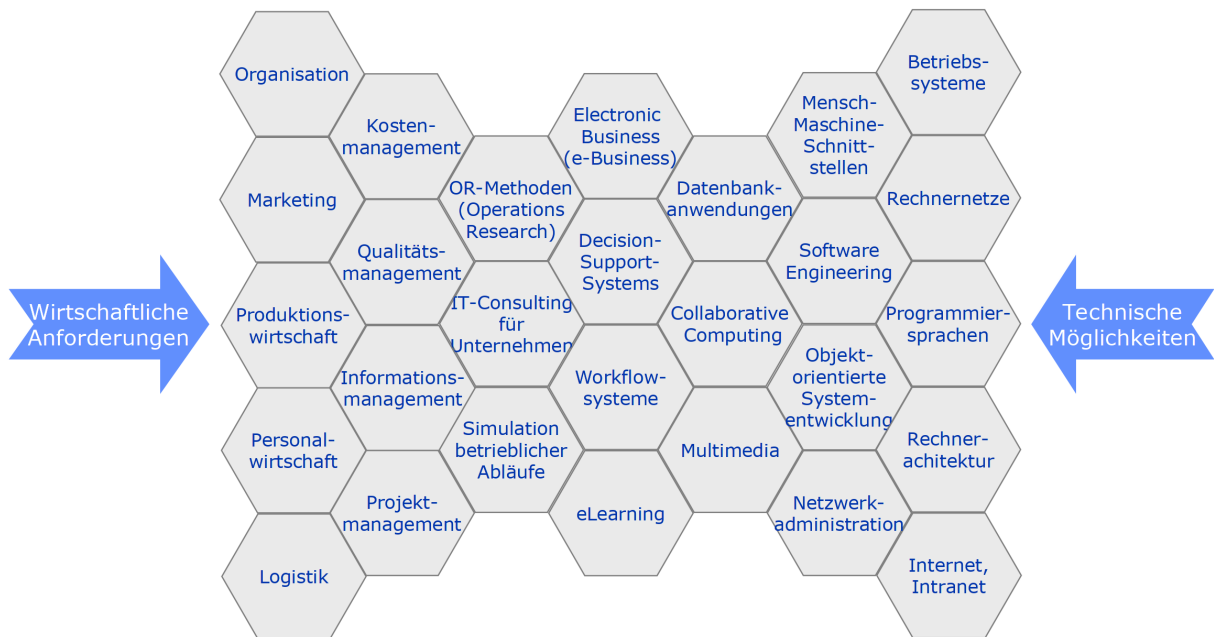 Wirtschaftliche
Anforderungen
Organisation
Marketing
Produktions-
wirtschaft
Personal-
wirtschaft
Logistik
Kosten-
management
Qualitäts-
management
Informations-
management
Projekt-
management
OR-Methoden
(Operations
Research)
IT-Consulting
für
Unternehmen
Simulation
betrieblicher
Abläufe
Electronic
Business
(e-Business)
Decision-
Support-
Systems
Workflow-
systeme
eLearning
Datenbank-
anwendungen
Collaborative
Computing
Multimedia
Mensch-
Maschine-
Schnitt-
stellen
Software
Engineering
Objekt-
orientierte
System-
entwicklung
Netzwerk-
administration
Betriebs-
systeme
Rechnernetze
Programmier-
sprachen
Rechner-
achitektur
Internet,
Intranet
Technische
Möglichkeiten